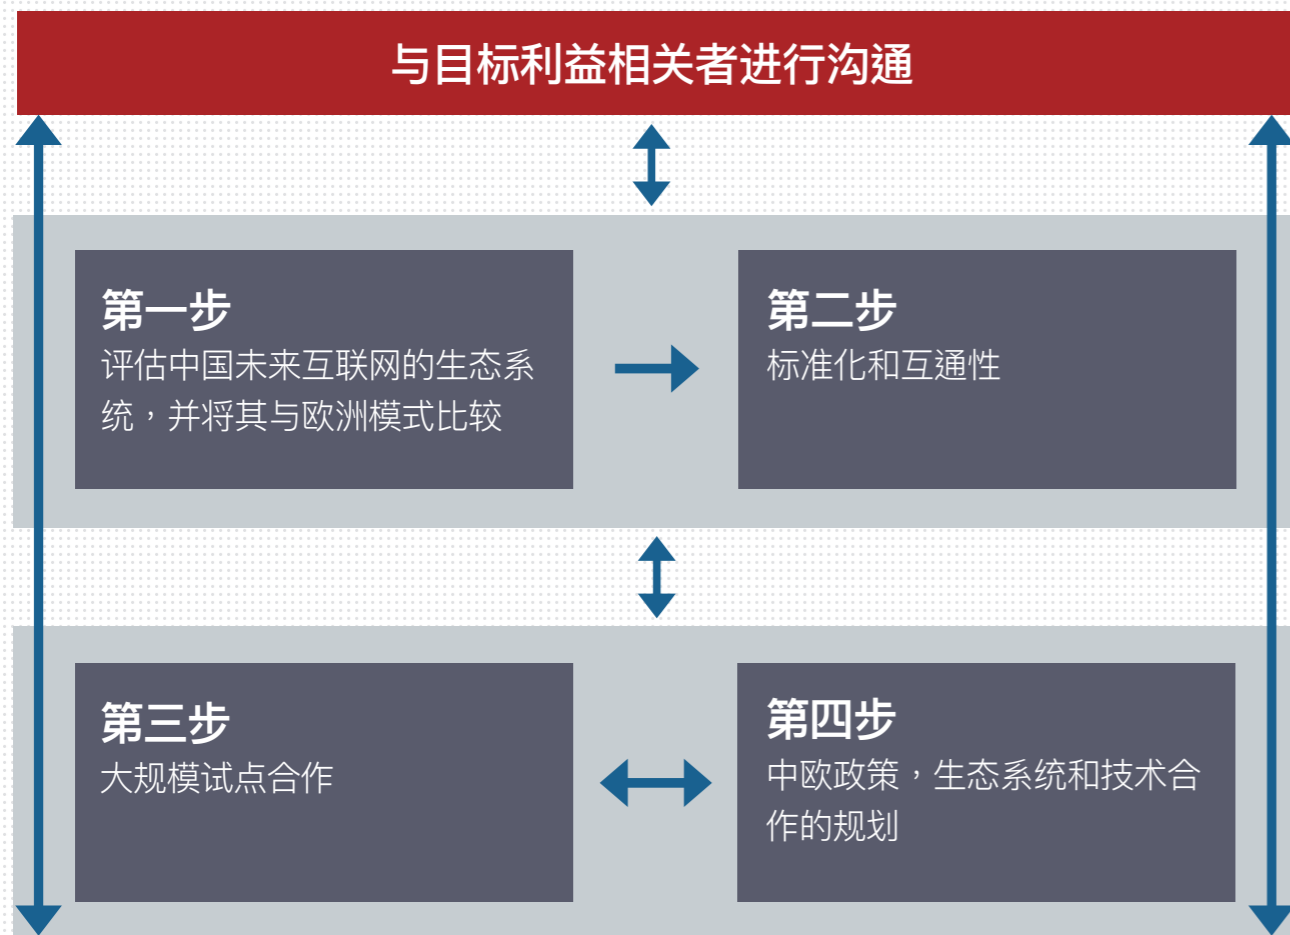 与目标利益相关者进行沟通
第一步
评估中国未来互联网的生态系
统，并将其与欧洲模式比较
第二步
标准化和互通性
第三步
大规模试点合作
第四步
中欧政策，生态系统和技术合
作的规划